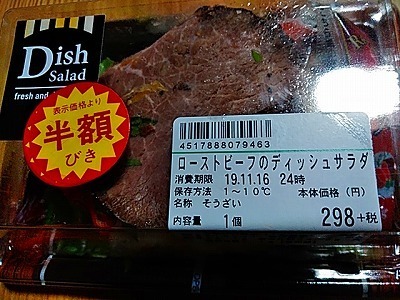 Dish
Salad
fresh and
表示価格より
半額
びき
4517888079463
ローストビーフのディッシュサラダ
消費期限 19.11.16 24時
保存方法 1~10℃ 本体価格(円)
名称 そうざい
内容量 1個 298+税